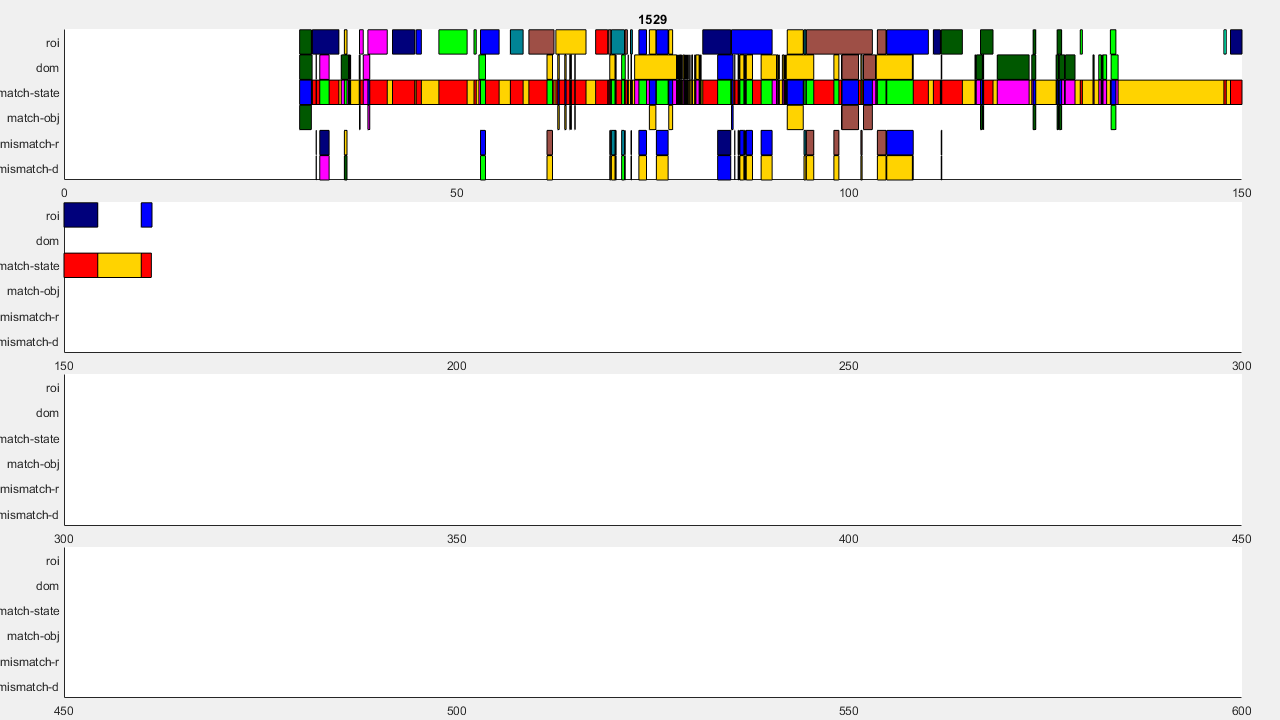 1529
roi
dom
match-state
match-obj
mismatch-r
mismatch-d
0 50 100 150
roi
dom
match-state
match-obj
mismatch-r
mismatch-d
150 200 250 300
roi
dom
match-state
match-obj
mismatch-r
mismatch-d
300 350 400 450
roi
dom
match-state
match-obj
mismatch-r
mismatch-d
450 500 550 600